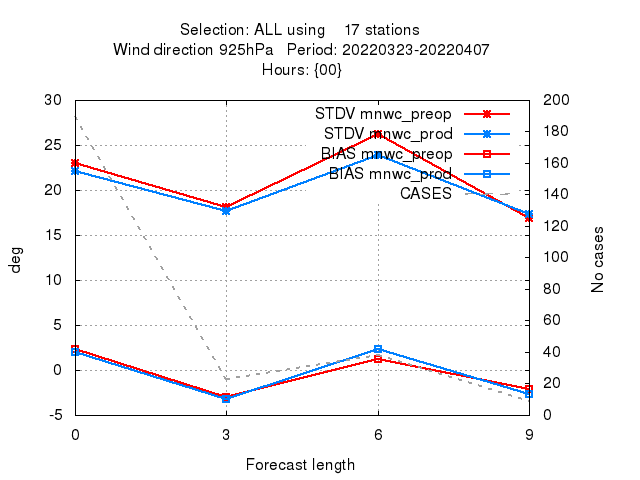 Selection: ALL using 17 stations
Wind direction 925hPa Period: 20220323-20220407
Hours: {00}
30
25
20
15
10
5
0
-5
200
180
160
140
120
100
80
60
40
20
0
STDV mnwc_preop
STDV mnwc_prod
BIAS mnwc_preop
BIAS mnwc_prod
CASES
deg
No cases
0 3 6 9
Forecast length